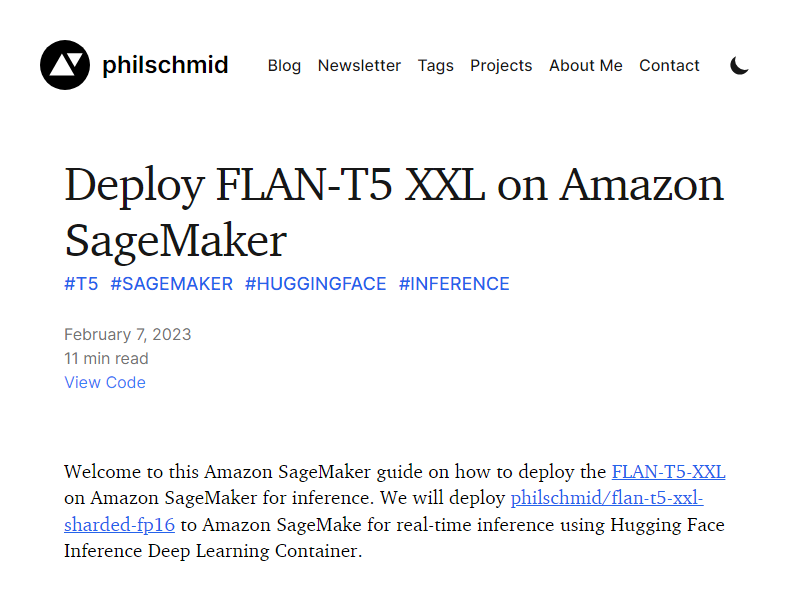 philschmid Blog Newsletter Tags Projects About Me Contact
Deploy FLAN-T5 XXL on Amazon
SageMaker
#T5 #SAGEMAKER #HUGGINGFACE #INFERENCE
February 7, 2023
11 min read
View Code
Welcome to this Amazon SageMaker guide on how to deploy the FLAN-T5-XXL
on Amazon SageMaker for inference. We will deploy philschmid/flan-t5-xxl-
sharded-fp16 to Amazon SageMake for real-time inference using Hugging Face
Inference Deep Learning Container.